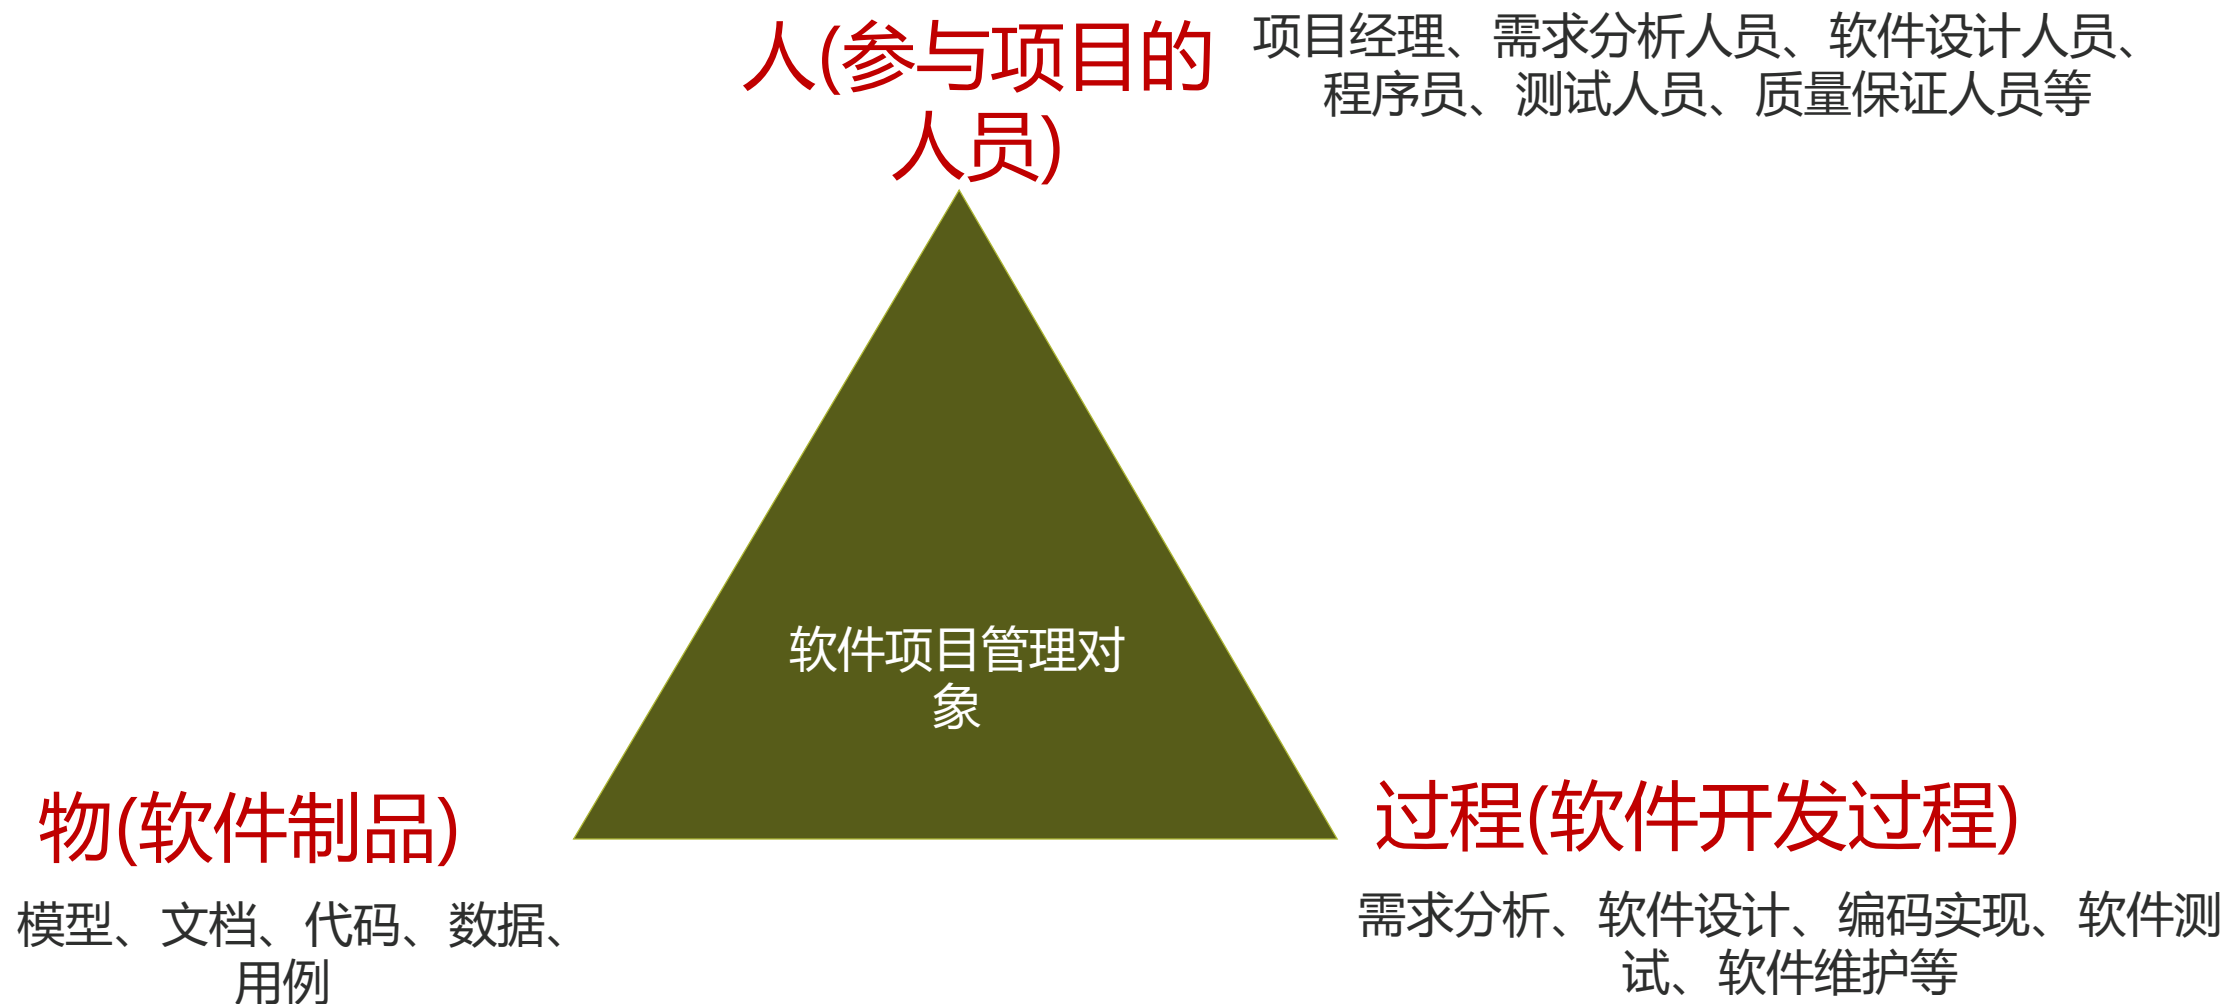 人(参与项目的
人员)
项目经理、需求分析人员、软件设计人员、
程序员、测试人员、质量保证人员等
软件项目管理对
象
物(软件制品)
模型、文档、代码、数据、
用例
过程(软件开发过程)
需求分析、软件设计、编码实现、软件测
试、软件维护等